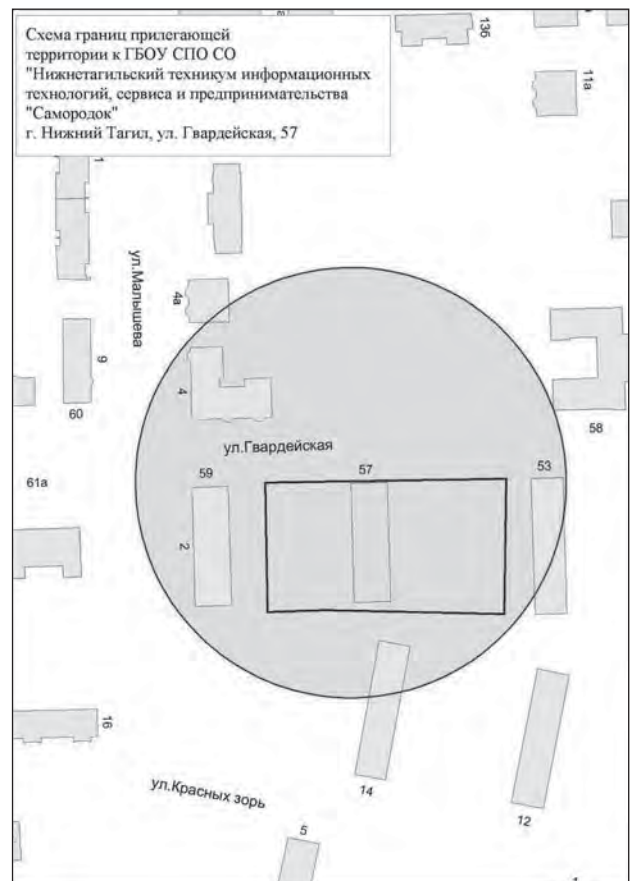 Схема границ прилегающей
территории к ГБОУ СПО СО
"Нижнетагильский техникум информационных
технологий, сервиса и предпринимательства
"Самородок"
г. Нижний Тагил, ул. Гвардейская, 57
13б
11а
1
ул.Малышева
4а
9
60
4
58
ул.Гвардейская
61а
59
57
53
2
16
ул.Красных зорь
14
12
5